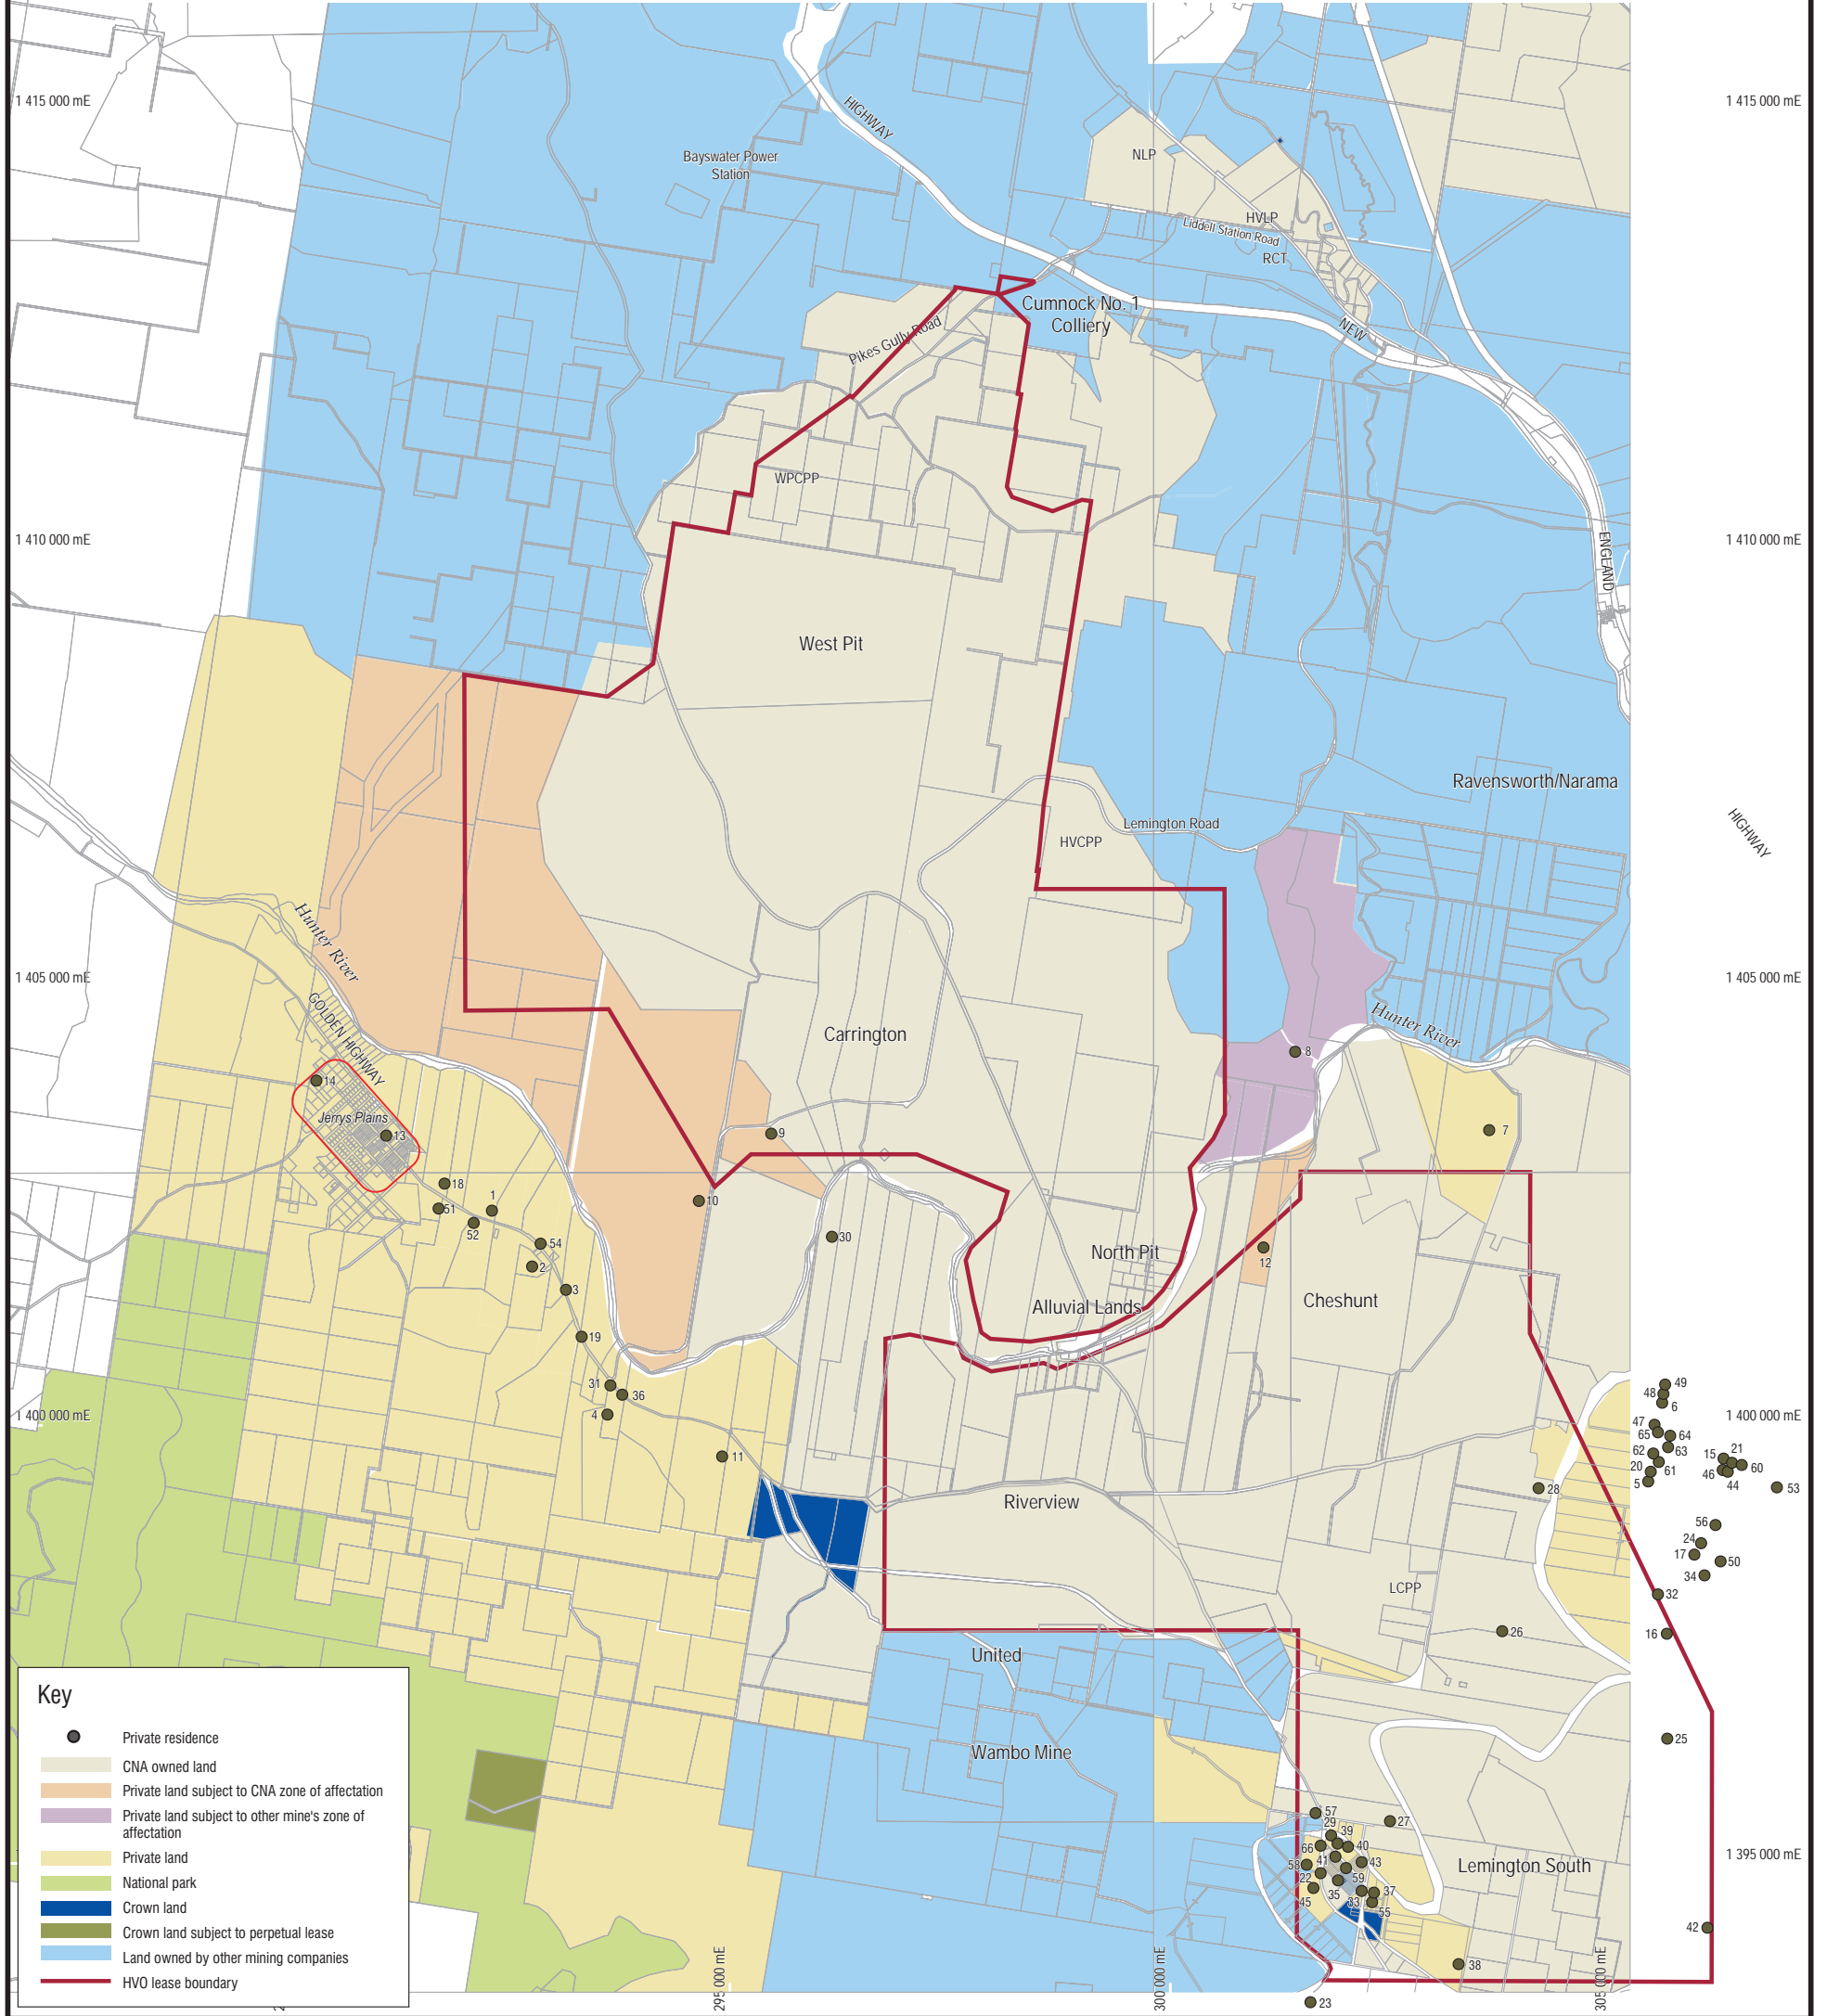 1 415 000 mE
1 415 000 mE
HIGHWAY
Bayswater Power
Station
NLP
HVLP
Liddell Station Road
RCT
Cumnock No. 1
Colliery
NEW
Pikes Gully Road
WPCPP
1 410 000 mE
1 410 000 mE
ENGLAND
West Pit
Ravensworth/Narama
HIGHWAY
Lemington Road
HVCPP
Hunter River
1 405 000 mE
1 405 000 mE
GOLDEN HIGHWAY
Carrington
Hunter River
8
14
Jerrys Plains
13
9
7
18
1
51
52
10
54
2
30
North Pit
12
3
Alluvial Lands
Cheshunt
19
31
36
4
1 400 000 mE
1 400 000 mE
49
48
6
47
65
64
62
63
15
21
20
61
46
60
5
44
53
11
28
Riverview
56
24
17
50
34
LCPP
32
26
16
United
Wambo Mine
25
57
29
39
27
66
40
58
41
43
22
59
37
45
35
33
55
Lemington South
1 395 000 mE
42
38
23
295 000 mE
300 000 mE
305 000 mE
Key
Private residence
CNA owned land
Private land subject to CNA zone of affectation
Private land subject to other mine's zone of
affectation
Private land
National park
Crown land
Crown land subject to perpetual lease
Land owned by other mining companies
HVO lease boundary